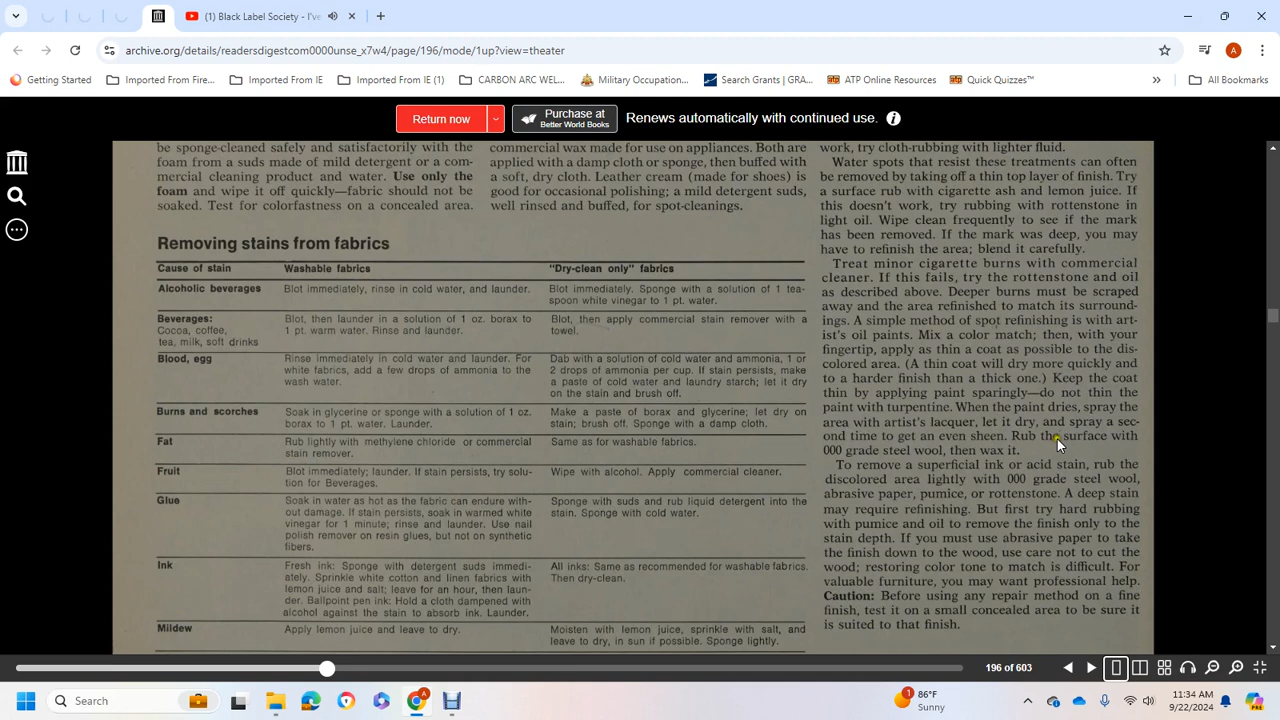 (1) Black Label Society - I've
archive.org/details/readersdigestcom0000unse_x7w4/page/196/mode/1up?view=theater
A
Getting Started
Imported From Fire...
Imported From IE
Imported From IE (1)
CARBON ARC WEL...
Military Occupation...
Search Grants | GRA...
ATP Online Resources
Quick Quizzes™
All Bookmarks
Return now
Purchase at
Better World Books
Renews automatically with continued use.
be sponge-cleaned safely and satisfactorily with the
foam from a suds made of mild detergent or a com-
mercial cleaning product and water. Use only the
foam and wipe it off quickly—fabric should not be
soaked. Test for colorfastness on a concealed area.
commercial wax made for use on appliances. Both are
applied with a damp cloth or sponge, then buffed with
a soft, dry cloth. Leather cream (made for shoes) is
good for occasional polishing; a mild detergent suds,
well rinsed and buffed, for spot-cleanings.
Removing stains from fabrics
Cause of stain Washable fabrics "Dry-clean only" fabrics
Alcoholic beverages
Blot immediately, rinse in cold water, and launder.
Blot immediately. Sponge with a solution of 1 tea-
spoon white vinegar to 1 pt. water.
Beverages:
Cocoa, coffee,
tea, milk, soft drinks
Blot, then launder in a solution of 1 oz. borax to
1 pt. warm water. Rinse and launder.
Blot, then apply commercial stain remover with a
towel.
Blood, egg
Rinse immediately in cold water and launder. For
white fabrics, add a few drops of ammonia to the
wash water.
Dab with a solution of cold water and ammonia, 1 or
2 drops of ammonia per cup. If stain persists, make
a paste of cold water and laundry starch; let it dry
on the stain and brush off.
Burns and scorches
Soak in glycerine or sponge with a solution of 1 oz.
borax to 1 pt. water. Launder.
Make a paste of borax and glycerine; let dry on
stain; brush off. Sponge with a damp cloth.
Fat
Rub lightly with methylene chloride or commercial
stain remover.
Same as for washable fabrics.
Fruit
Blot immediately; launder. If stain persists, try solu-
tion for Beverages.
Wipe with alcohol. Apply commercial cleaner.
Glue
Soak in water as hot as the fabric can endure with-
out damage. If stain persists, soak in warmed white
vinegar for 1 minute; rinse and launder. Use nail
polish remover on resin glues, but not on synthetic
fibers.
Sponge with suds and rub liquid detergent into the
stain. Sponge with cold water.
Ink
Fresh ink: Sponge with detergent suds immedi-
ately. Sprinkle white cotton and linen fabrics with
lemon juice and salt; leave for an hour, then laun-
der. Ballpoint pen ink: Hold a cloth dampened with
alcohol against the stain to absorb ink. Launder.
All inks: Same as recommended for washable fabrics.
Then dry-clean.
Mildew
Apply lemon juice and leave to dry.
Moisten with lemon juice, sprinkle with salt, and
leave to dry, in sun if possible. Sponge lightly.
work, try cloth-rubbing with lighter fluid.
Water spots that resist these treatments can often
be removed by taking off a thin top layer of finish. Try
a surface rub with cigarette ash and lemon juice. If
this doesn't work, try rubbing with rottenstone in
light oil. Wipe clean frequently to see if the mark
has been removed. If the mark was deep, you may
have to refinish the area; blend it carefully.
Treat minor cigarette burns with commercial
cleaner. If this fails, try the rottenstone and oil
as described above. Deeper burns must be scraped
away and the area refinished to match its surround-
ings. A simple method of spot refinishing is with art-
ist's oil paints. Mix a color match; then, with your
fingertip, apply as thin a coat as possible to the dis-
colored area. (A thin coat will dry more quickly and
to a harder finish than a thick one.) Keep the coat
thin by applying paint sparingly—do not thin the
paint with turpentine. When the paint dries, spray the
area with artist's lacquer, let it dry, and spray a sec-
ond time to get an even sheen. Rub the surface with
000 grade steel wool, then wax it.
To remove a superficial ink or acid stain, rub the
discolored area lightly with 000 grade steel wool,
abrasive paper, pumice, or rottenstone. A deep stain
may require refinishing. But first try hard rubbing
with pumice and oil to remove the finish only to the
stain depth. If you must use abrasive paper to take
the finish down to the wood, use care not to cut the
wood; restoring color tone to match is difficult. For
valuable furniture, you may want professional help.
Caution: Before using any repair method on a fine
finish, test it on a small concealed area to be sure it
is suited to that finish.
196 of 603
Search
1
86°F
Sunny
11:34 AM
9/22/2024